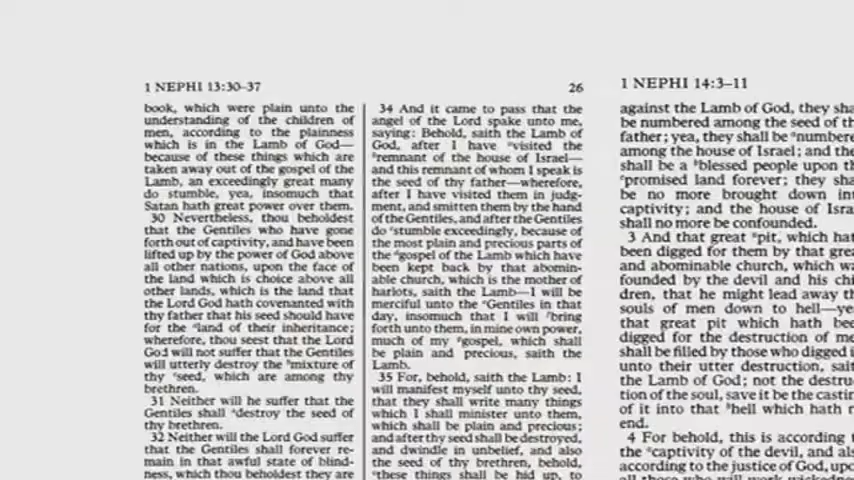 1 NEPHI 13:30–37
26
book, which were plain unto the
understanding of the children of
men, according to the plainness
which is in the Lamb of God—
because of these things which are
taken away out of the gospel of the
Lamb, an exceedingly great many
do stumble, yea, insomuch that
Satan hath great power over them.
30 Nevertheless, thou beholdest
that the Gentiles who have gone
forth out of captivity, and have been
lifted up by the power of God above
all other nations, upon the face of
the land which is choice above all
other lands, which is the land that
the Lord God hath covenanted with
thy father that his seed should have
for the land of their inheritance;
wherefore, thou seest that the Lord
God will not suffer that the Gentiles
will utterly destroy the mixture of
thy seed, which are among thy
brethren.
31 Neither will he suffer that the
Gentiles shall destroy the seed of
thy brethren.
32 Neither will the Lord God suffer
that the Gentiles shall forever re-
main in that awful state of blind-
ness, which thou beholdest they are
34 And it came to pass that the
angel of the Lord spake unto me,
saying: Behold, saith the Lamb of
God, after I have visited the
remnant of the house of Israel—
and this remnant of whom I speak is
the seed of thy father—wherefore,
after I have visited them in judg-
ment, and smitten them by the hand
of the Gentiles, and after the Gentiles
do stumble exceedingly, because of
the most plain and precious parts of
the gospel of the Lamb which have
been kept back by that abomin-
able church, which is the mother of
harlots, saith the Lamb—I will be
merciful unto the Gentiles in that
day, insomuch that I will bring
forth unto them, in mine own power,
much of my gospel, which shall
be plain and precious, saith the
Lamb.
35 For, behold, saith the Lamb: I
will manifest myself unto thy seed,
that they shall write many things
which I shall minister unto them,
which shall be plain and precious;
and after thy seed shall be destroyed,
and dwindle in unbelief, and also
the seed of thy brethren, behold,
these things shall be hid up, to
1 NEPHI 14:3–11
against the Lamb of God, they sha
be numbered among the seed of th
father; yea, they shall be numbere
among the house of Israel; and the
shall be a blessed people upon th
promised land forever; they sha
be no more brought down int
captivity; and the house of Isra
shall no more be confounded.
3 And that great pit, which hat
been digged for them by that grea
and abominable church, which wa
founded by the devil and his chi
dren, that he might lead away th
souls of men down to hell—ye
that great pit which hath bee
digged for the destruction of me
shall be filled by those who digged i
unto their utter destruction, sait
the Lamb of God; not the destru
tion of the soul, save it be the castin
of it into that hell which hath n
end.
4 For behold, this is according t
the captivity of the devil, and als
according to the justice of God, upo
all those who will work wickedness